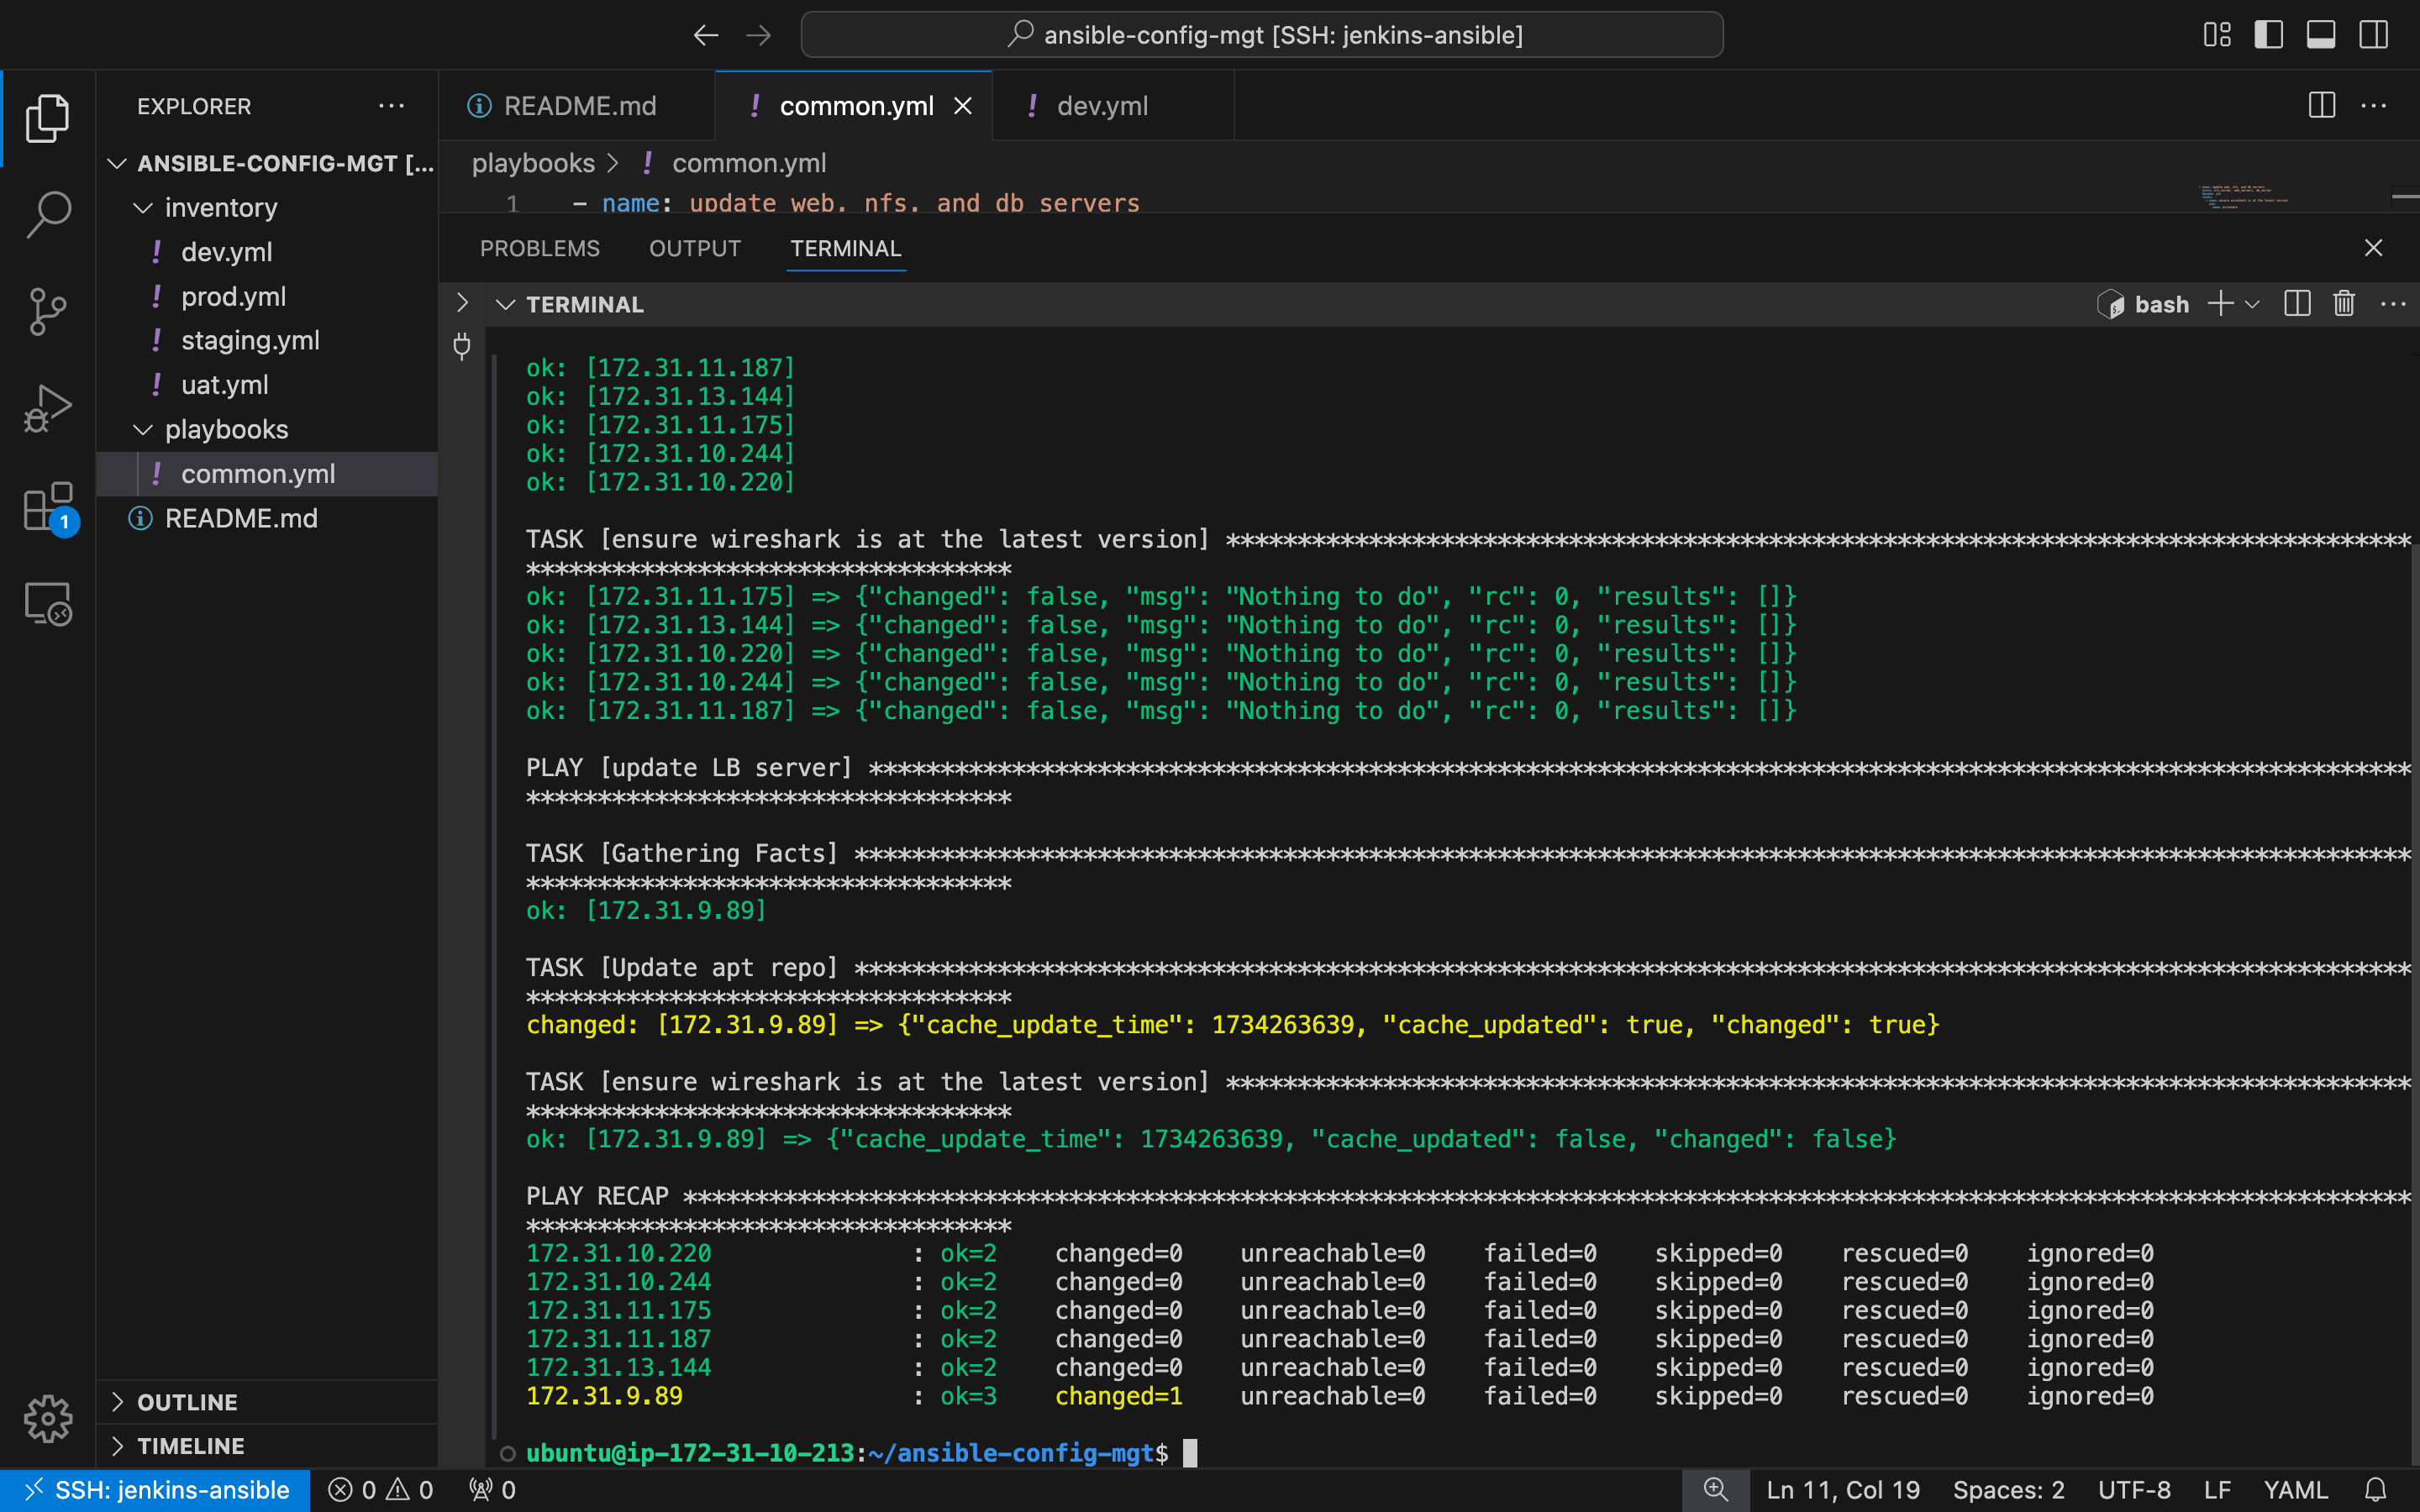 ansible-config-mgt [SSH: jenkins-ansible]
EXPLORER
README.md
common.yml
dev.yml
ANSIBLE-CONFIG-MGT [...
inventory
dev.yml
prod.yml
staging.yml
uat.yml
playbooks
common.yml
README.md
1
OUTLINE
TIMELINE
playbooks > common.yml
1 - name: update web, nfs, and db servers
PROBLEMS OUTPUT TERMINAL
TERMINAL
bash
ok: [172.31.11.187]
ok: [172.31.13.144]
ok: [172.31.11.175]
ok: [172.31.10.244]
ok: [172.31.10.220]
TASK [ensure wireshark is at the latest version] ***********************************************************************************
**********************************
ok: [172.31.11.175] => {"changed": false, "msg": "Nothing to do", "rc": 0, "results": []}
ok: [172.31.13.144] => {"changed": false, "msg": "Nothing to do", "rc": 0, "results": []}
ok: [172.31.10.220] => {"changed": false, "msg": "Nothing to do", "rc": 0, "results": []}
ok: [172.31.10.244] => {"changed": false, "msg": "Nothing to do", "rc": 0, "results": []}
ok: [172.31.11.187] => {"changed": false, "msg": "Nothing to do", "rc": 0, "results": []}
PLAY [update LB server] ************************************************************************************************************
**********************************
TASK [Gathering Facts] *************************************************************************************************************
**********************************
ok: [172.31.9.89]
TASK [Update apt repo] *************************************************************************************************************
**********************************
changed: [172.31.9.89] => {"cache_update_time": 1734263639, "cache_updated": true, "changed": true}
TASK [ensure wireshark is at the latest version] ***********************************************************************************
**********************************
ok: [172.31.9.89] => {"cache_update_time": 1734263639, "cache_updated": false, "changed": false}
PLAY RECAP *************************************************************************************************************************
**********************************
172.31.10.220 : ok=2 changed=0 unreachable=0 failed=0 skipped=0 rescued=0 ignored=0
172.31.10.244 : ok=2 changed=0 unreachable=0 failed=0 skipped=0 rescued=0 ignored=0
172.31.11.175 : ok=2 changed=0 unreachable=0 failed=0 skipped=0 rescued=0 ignored=0
172.31.11.187 : ok=2 changed=0 unreachable=0 failed=0 skipped=0 rescued=0 ignored=0
172.31.13.144 : ok=2 changed=0 unreachable=0 failed=0 skipped=0 rescued=0 ignored=0
172.31.9.89 : ok=3 changed=1 unreachable=0 failed=0 skipped=0 rescued=0 ignored=0
ubuntu@ip-172-31-10-213:~/ansible-config-mgt$
SSH: jenkins-ansible 0 0 0 Ln 11, Col 19 Spaces: 2 UTF-8 LF YAML